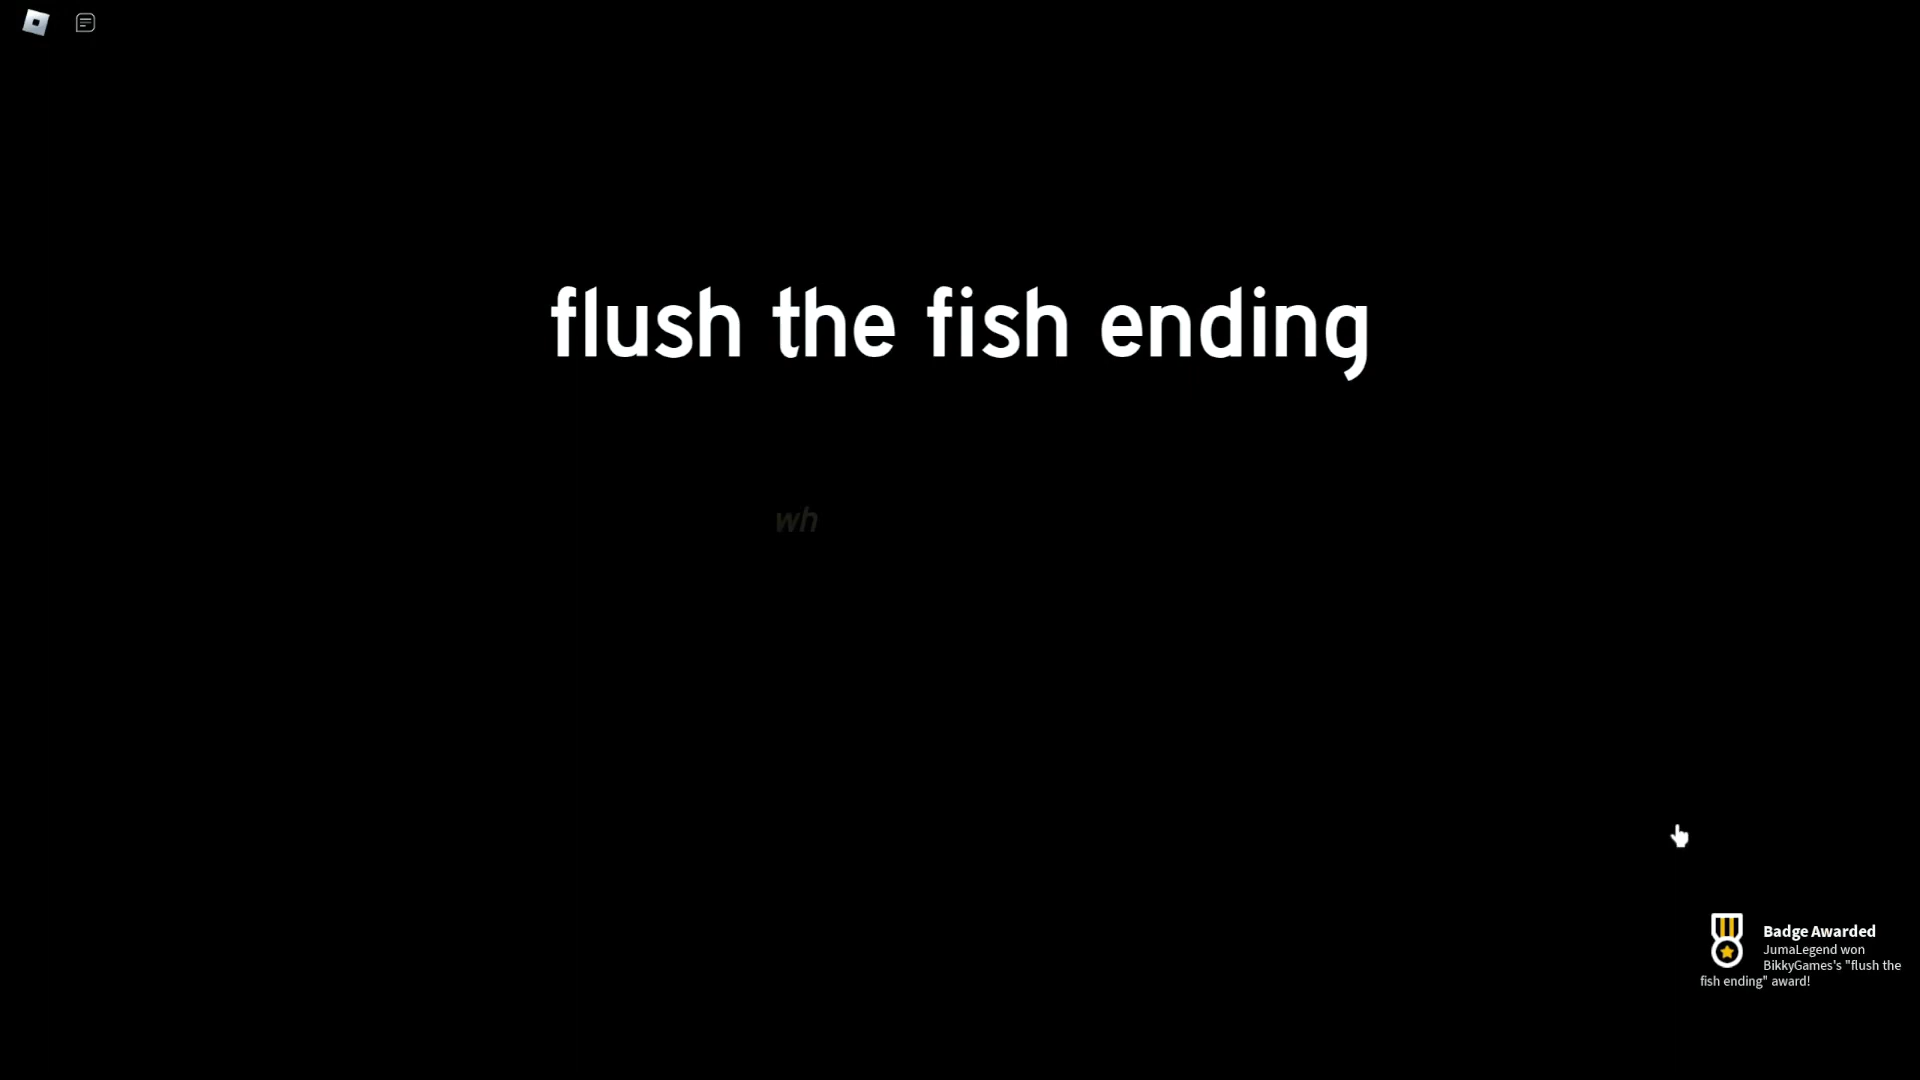 flush the fish ending
wh
Badge Awarded
JumaLegend won
BikkyGames's "flush the
fish ending" award!